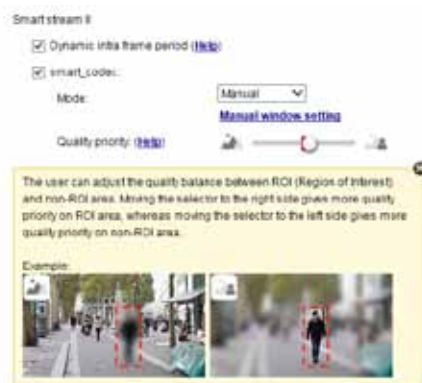 Smart stream II
Dynamic intra frame period (Help)
smart_codec:
Mode: Manual
Manual window setting
Quality priority: (Help)
The user can adjust the quality balance between ROI (Region of Interest)
and non-ROI area. Moving the selector to the right side gives more quality
priority on ROI area, whereas moving the selector to the left side gives more
quality priority on non-ROI area.
Example: